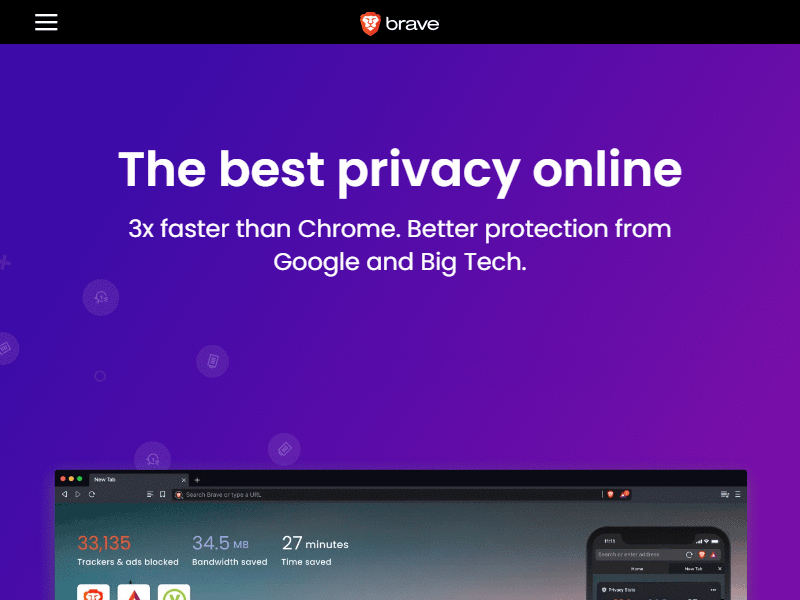 brave
The best privacy online
3x faster than Chrome. Better protection from
Google and Big Tech.
New Tab
Search Brave or type a URL
33,135
Trackers & ads blocked
34.5 MB
Bandwidth saved
27 minutes
Time saved
11:11
Search or enter address
Home
New Tab
Privacy Stats